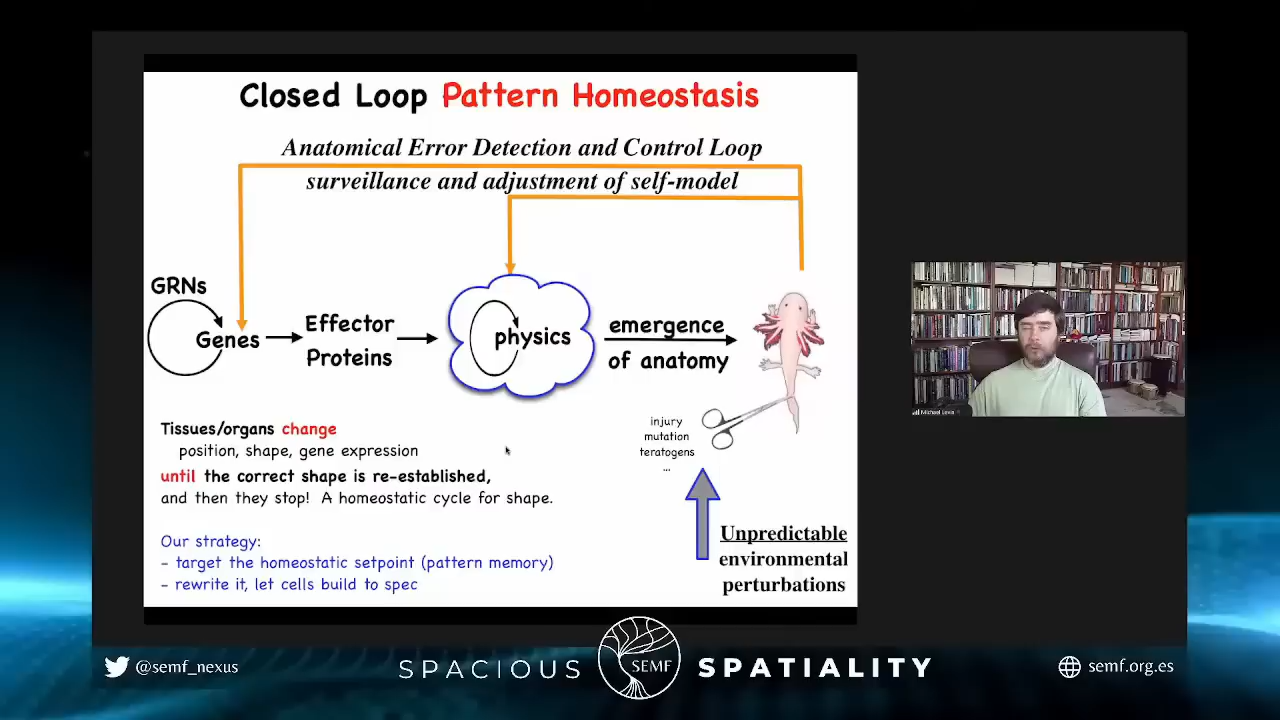 Closed Loop Pattern Homeostasis
Anatomical Error Detection and Control Loop
surveillance and adjustment of self-model
GRNs
Genes
Effector
Proteins
physics
emergence
of anatomy
injury
mutation
teratogens
...
Tissues/organs change
position, shape, gene expression
until the correct shape is re-established,
and then they stop! A homeostatic cycle for shape.
Our strategy:
- target the homeostatic setpoint (pattern memory)
- rewrite it, let cells build to spec
Unpredictable
environmental
perturbations
Michael Levin
@semf_nexus
SPACIOUS
SEMF
SPATIALITY
semf.org.es